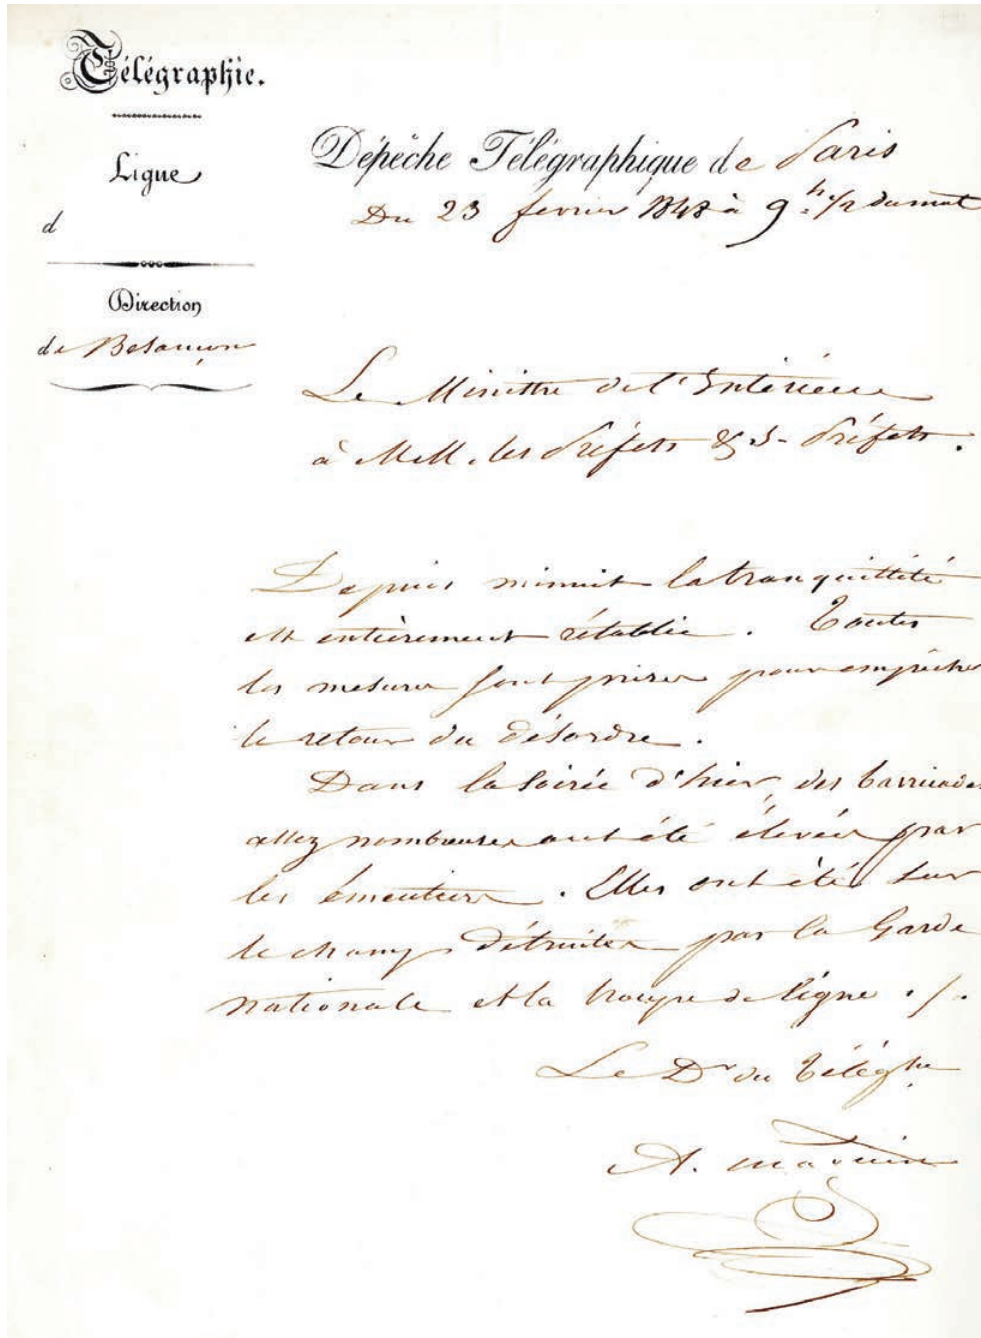 Télégraphie.
Ligne
d
Direction
de Besançon
Dépêche Télégraphique de Paris
Du 23 février 1848 à 9 h. 1/2 du mat
Le Ministre de l'Intérieur
à M.M. les Préfets & S-Préfets.
Depuis minuit la tranquillité
est entièrement rétablie. Toutes
les mesures sont prises pour empêcher
le retour du désordre.
Dans la soirée d'hier, des barricades
assez nombreuses ont été élevées par
les émeutiers. Elles ont été sur
le champ détruites par la Garde
nationale et la troupe de ligne ./.
Le Dr du Téléghe
A.